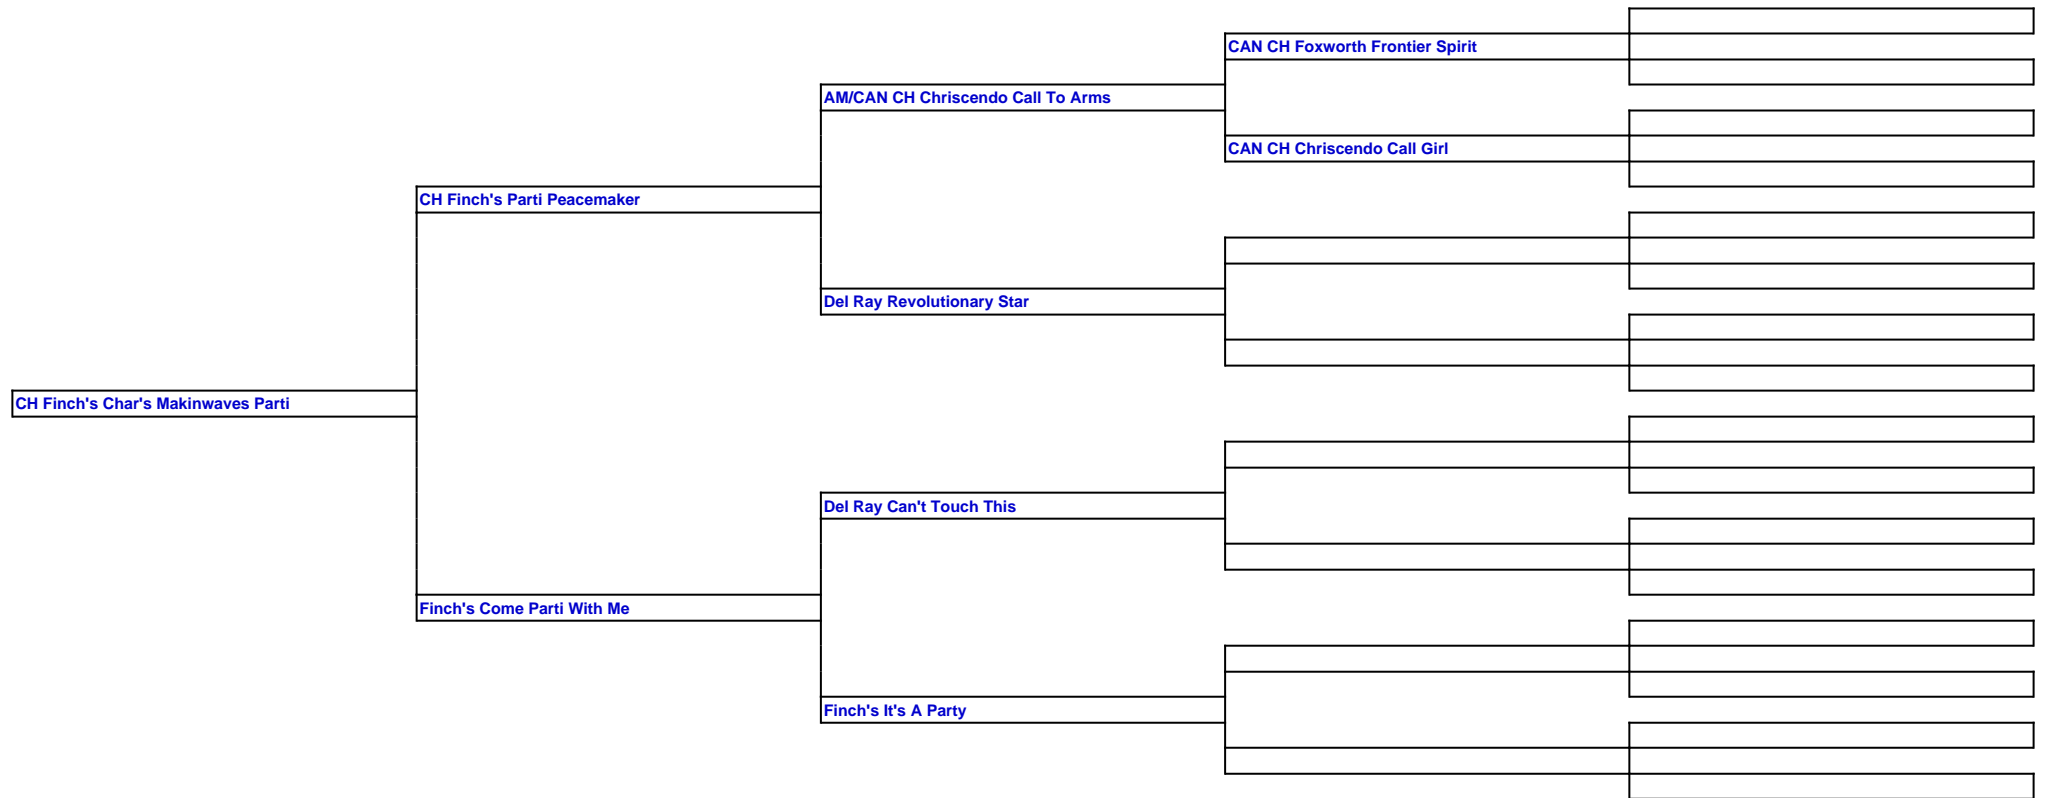 CAN CH Foxworth Frontier Spirit
AM/CAN CH Chriscendo Call To Arms
CAN CH Chriscendo Call Girl
CH Finch's Parti Peacemaker
Del Ray Revolutionary Star
CH Finch's Char's Makinwaves Parti
Del Ray Can't Touch This
Finch's Come Parti With Me
Finch's It's A Party